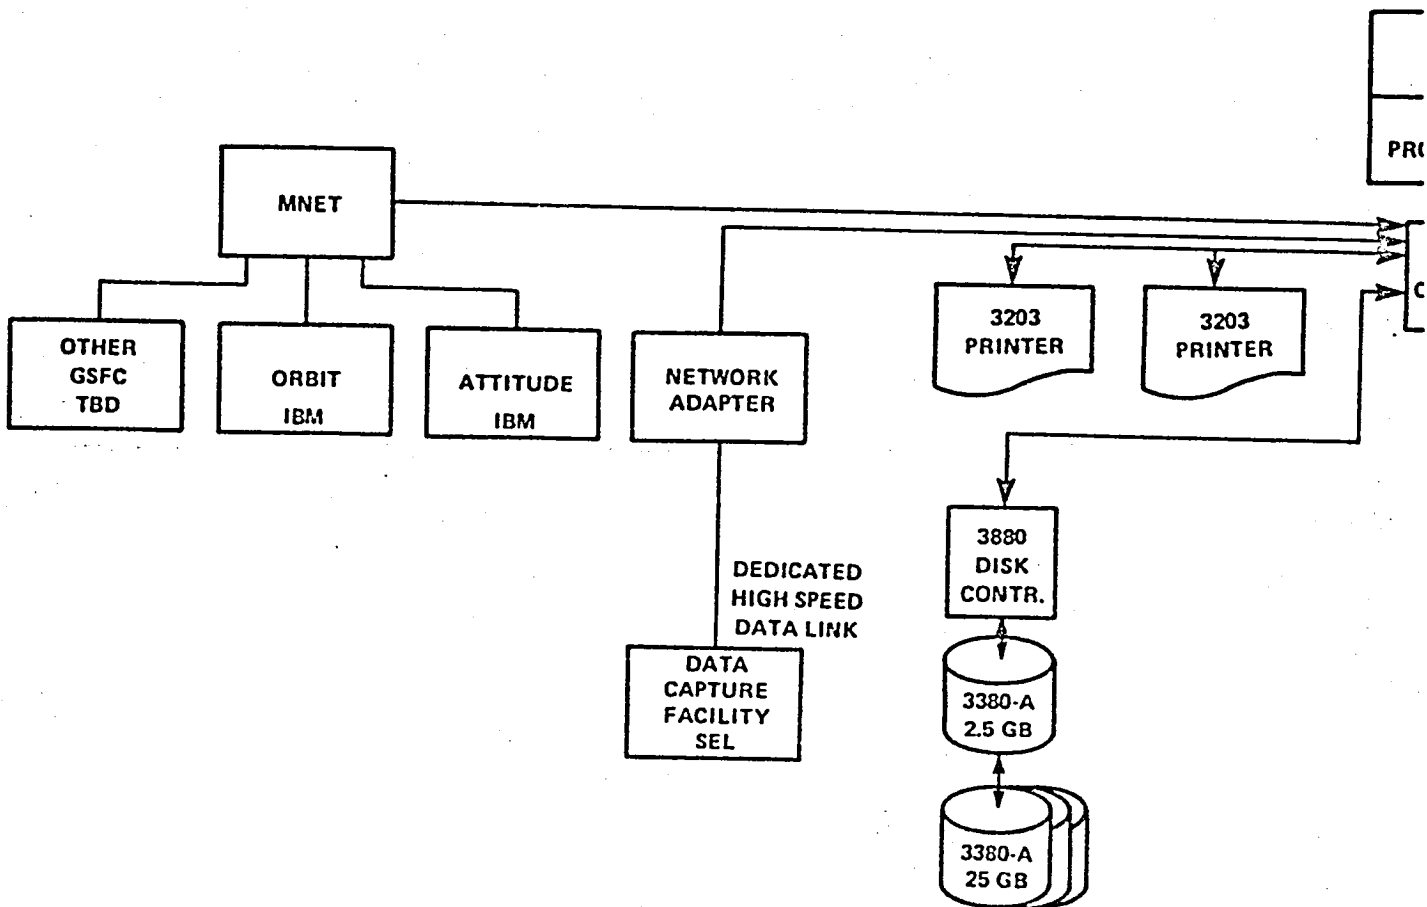 MNET
OTHER
GSFC
TBD
ORBIT
IBM
ATTITUDE
IBM
NETWORK
ADAPTER
DEDICATED
HIGH SPEED
DATA LINK
DATA
CAPTURE
FACILITY
SEL
3203
PRINTER
3203
PRINTER
3880
DISK
CONTR.
3380-A
2.5 GB
3380-A
25 GB